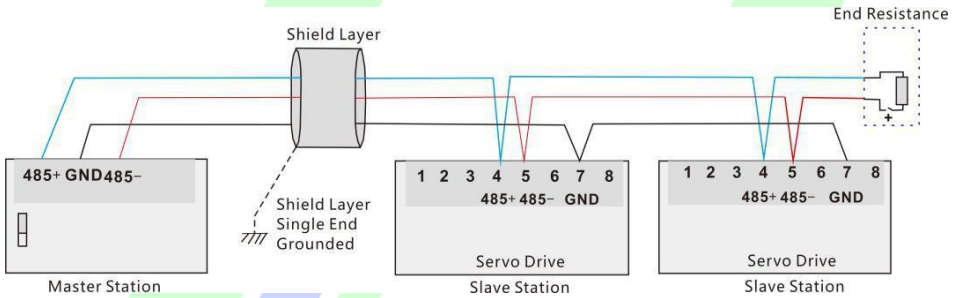 End Resistance
Shield Layer
485+ GND 485−
Shield Layer
Single End
Grounded
Master Station
1 2 3 4 5 6 7 8
485+ 485− GND
Servo Drive
Slave Station
1 2 3 4 5 6 7 8
485+ 485− GND
Servo Drive
Slave Station
+